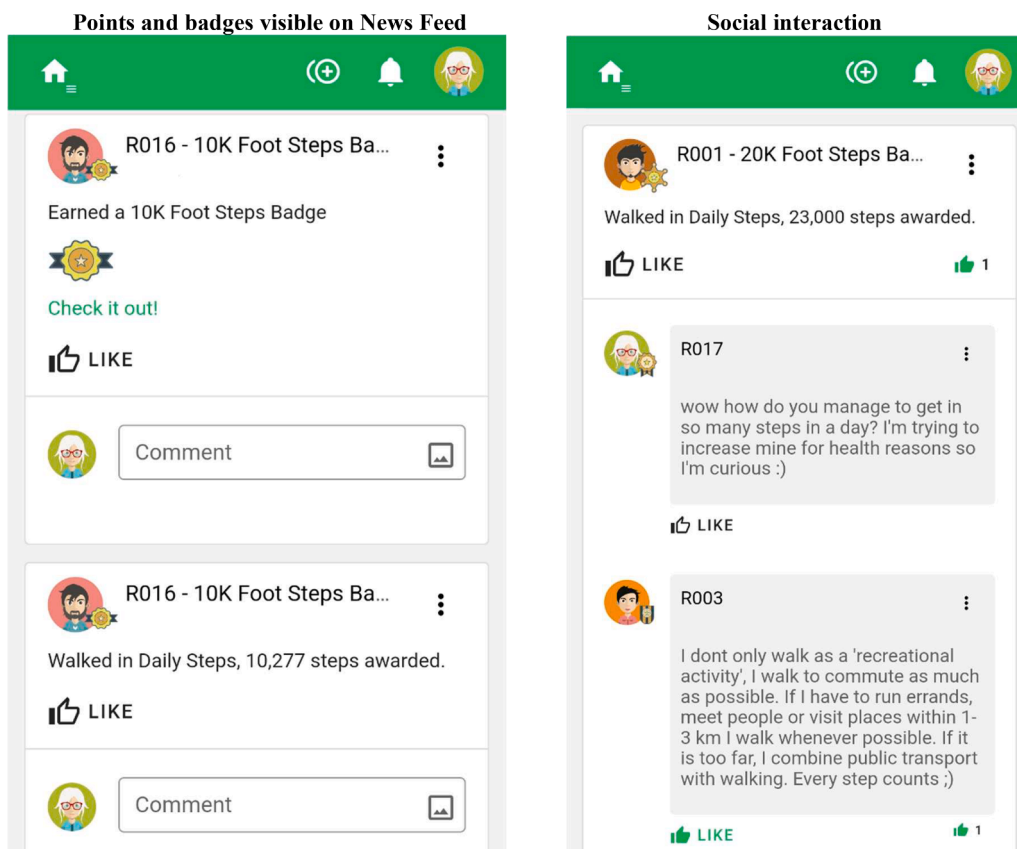 Points and badges visible on News Feed
R016 - 10K Foot Steps Ba...
Earned a 10K Foot Steps Badge
Check it out!
LIKE
Comment
R016 - 10K Foot Steps Ba...
Walked in Daily Steps, 10,277 steps awarded.
LIKE
Comment
Social interaction
R001 - 20K Foot Steps Ba...
Walked in Daily Steps, 23,000 steps awarded.
LIKE
1
R017
wow how do you manage to get in
so many steps in a day? I'm trying to
increase mine for health reasons so
I'm curious :)
LIKE
R003
I dont only walk as a 'recreational
activity', I walk to commute as much
as possible. If I have to run errands,
meet people or visit places within 1-
3 km I walk whenever possible. If it
is too far, I combine public transport
with walking. Every step counts ;)
LIKE
1